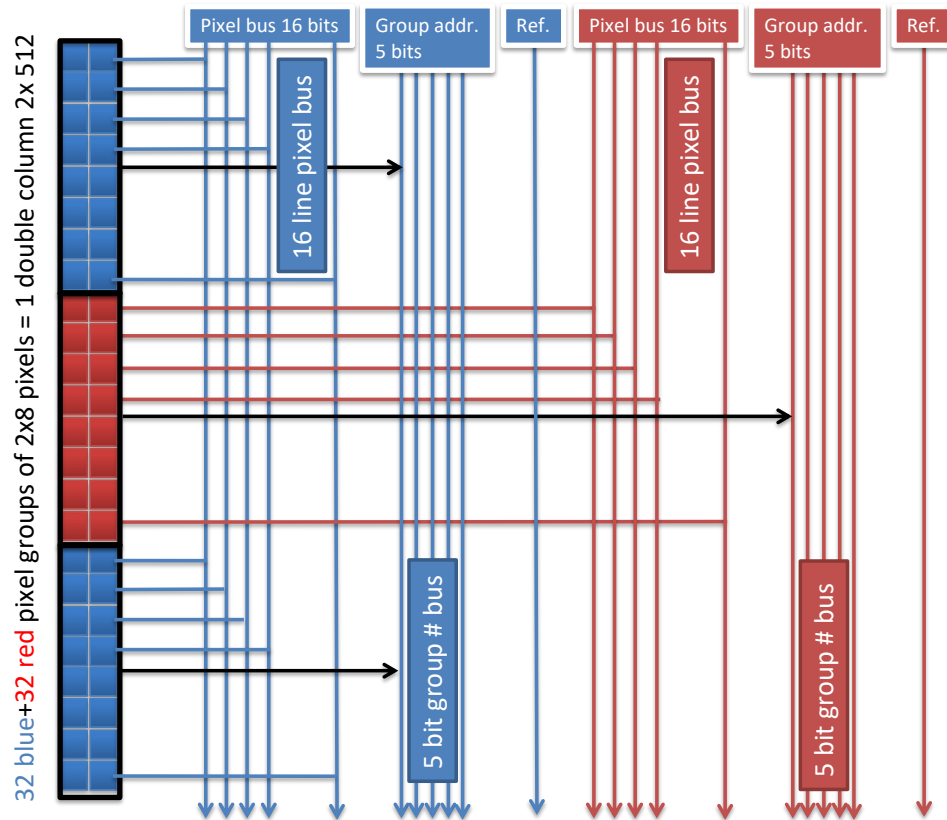 Pixel bus 16 bits
Group addr.
5 bits
Ref.
Pixel bus 16 bits
Group addr.
5 bits
Ref.
16 line pixel bus
16 line pixel bus
32 blue+32 red pixel groups of 2x8 pixels = 1 double column 2x 512
5 bit group # bus
5 bit group # bus